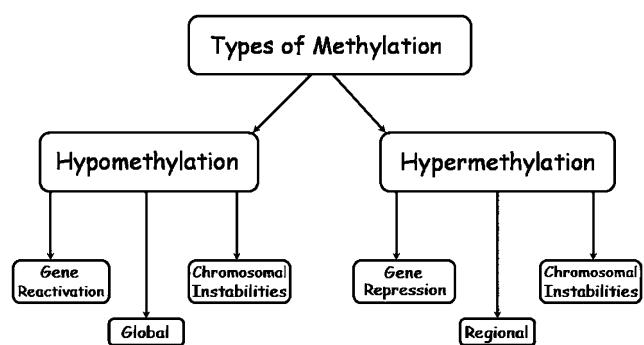 Types of Methylation
Hypomethylation
Hypermethylation
Gene
Reactivation
Chromosomal
Instabilities
Gene
Repression
Chromosomal
Instabilities
Global
Regional